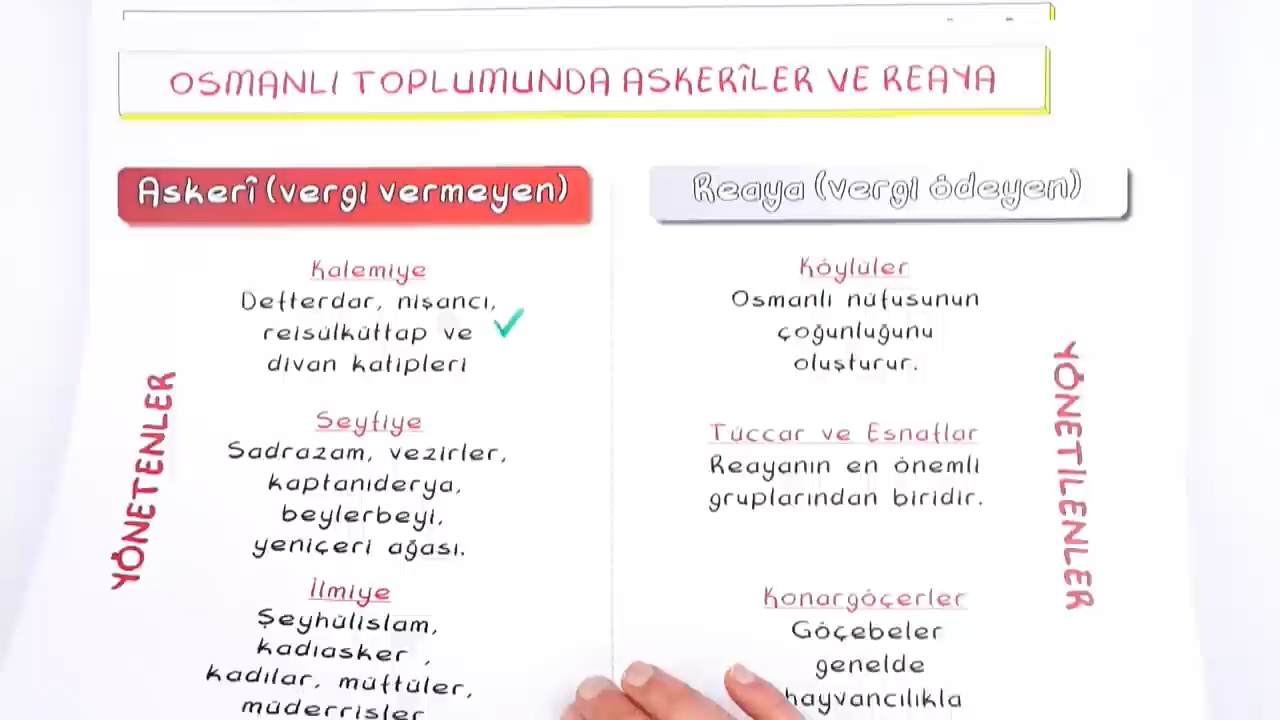 OSMANLI TOPLUMUNDA ASKERÎLER VE REAYA
Askerî (vergi vermeyen)
Kalemiye
Defterdar, nişancı,
reisülküttap ve
divan katipleri
Seyfiye
Sadrazam, vezirler,
kaptanıderya,
beylerbeyi,
yeniçeri ağası.
İlmiye
Şeyhülislam,
kadıasker ,
kadılar, müftüler,
müderrisler
YÖNETENLER
Reaya (vergi ödeyen)
Köylüler
Osmanlı nüfusunun
çoğunluğunu
oluşturur.
Tüccar ve Esnaflar
Reayanın en önemli
gruplarından biridir.
Konargöçerler
Göçebeler
genelde
hayvancılıkla
YÖNETİLENLER